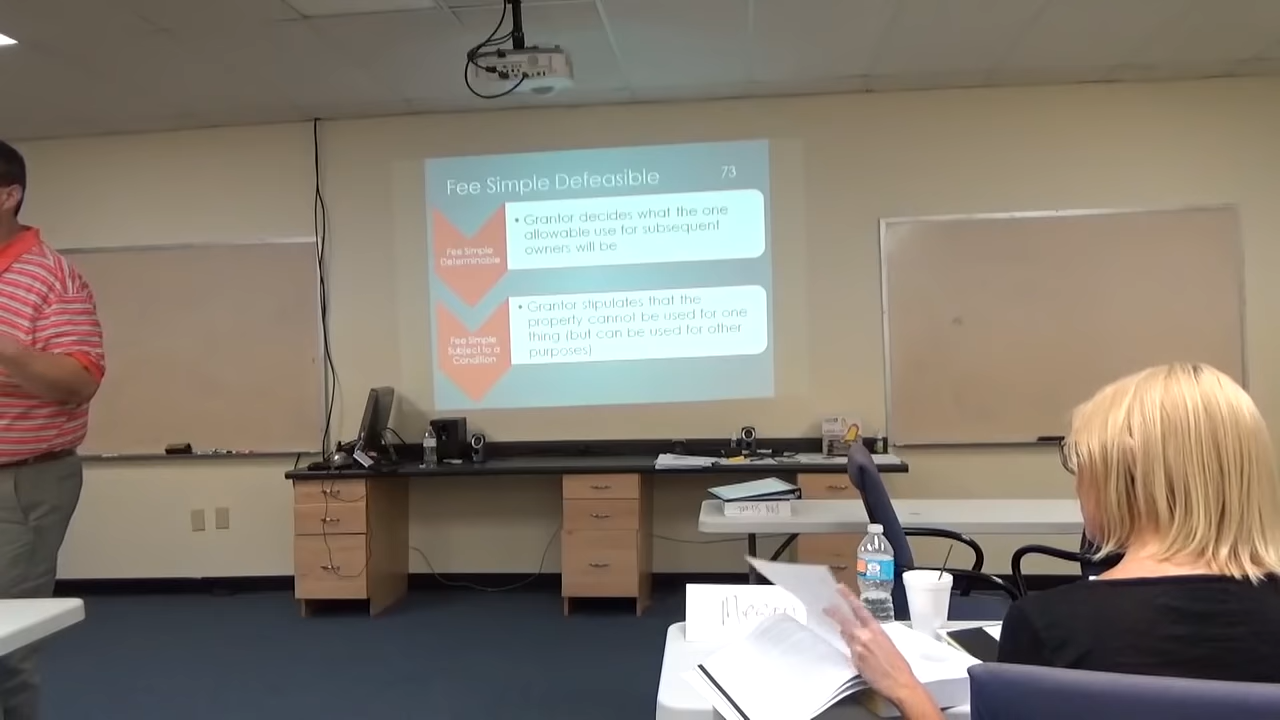 Fee Simple Defeasible
73
Fee Simple
Determinable
• Grantor decides what the one
allowable use for subsequent
owners will be
Fee Simple
Subject to a
Condition
• Grantor stipulates that the
property cannot be used for one
thing (but can be used for other
purposes)